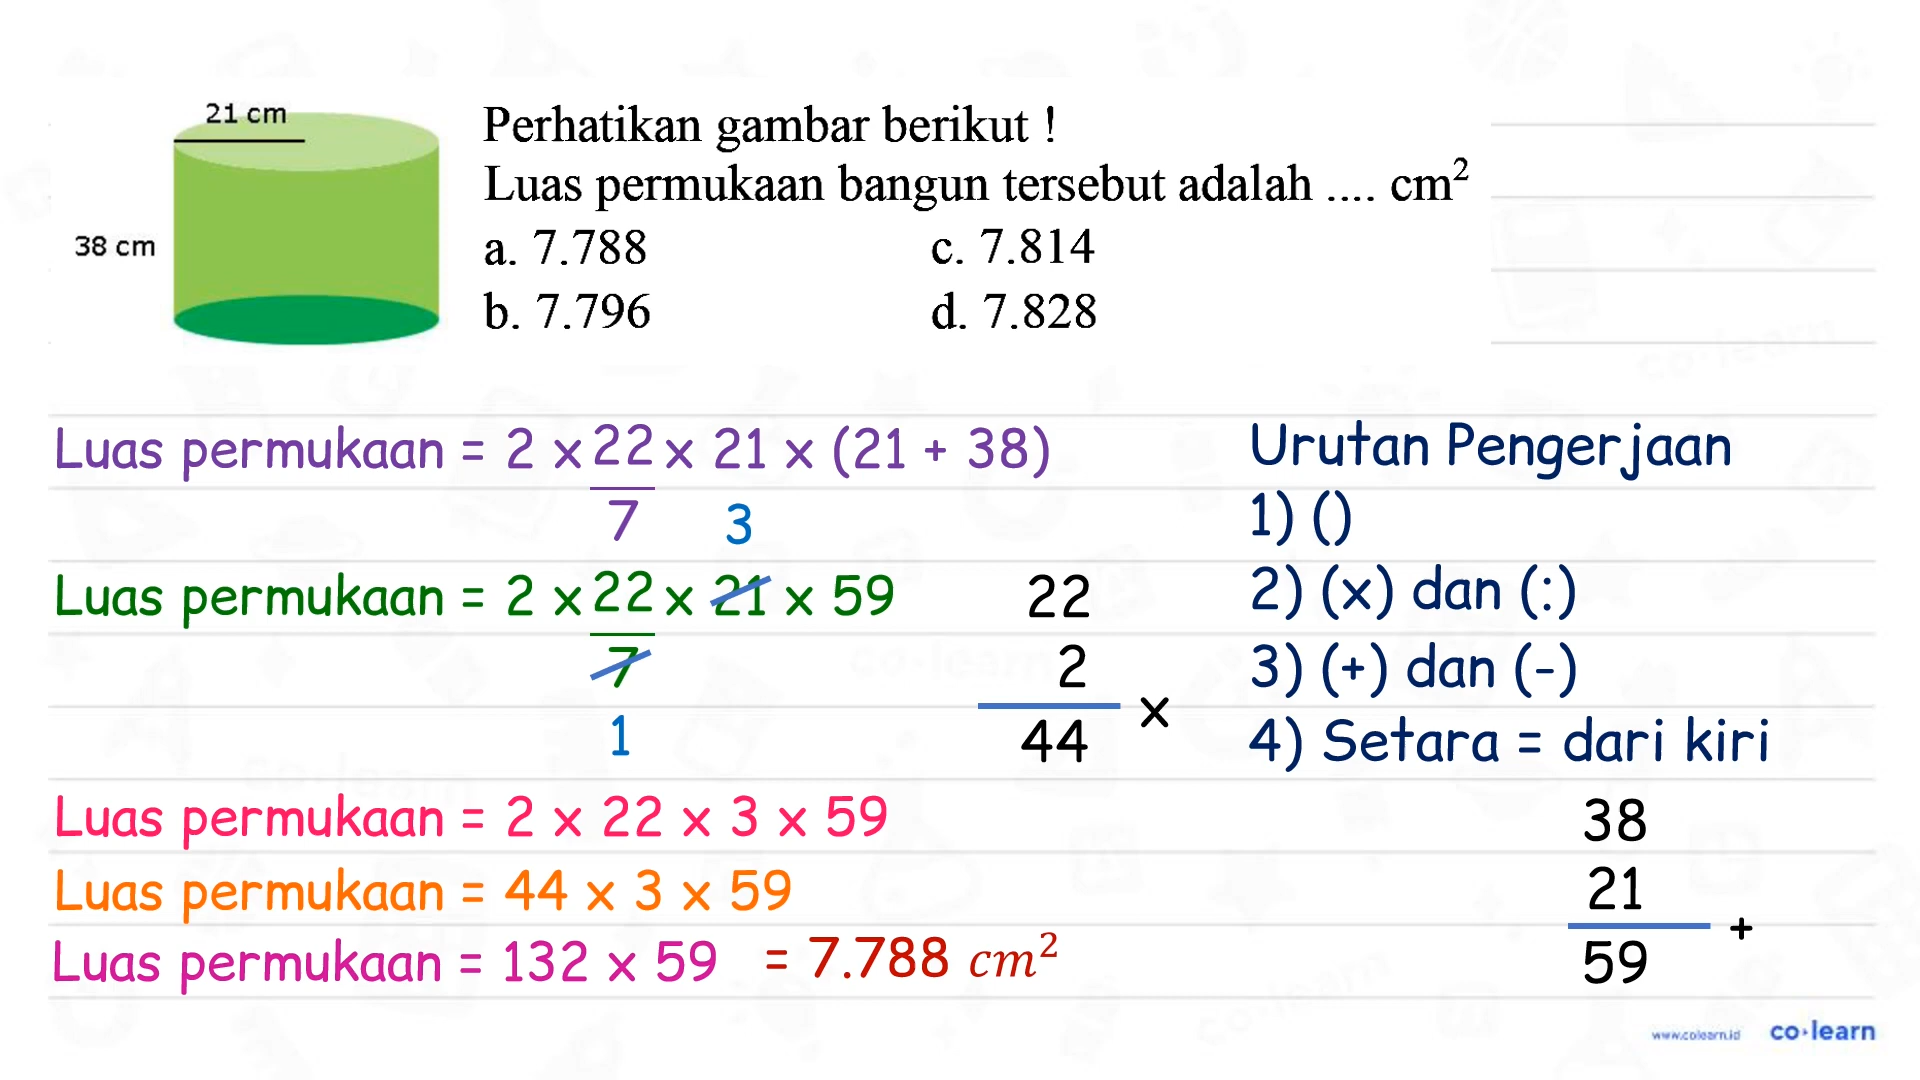 21 cm
38 cm
Perhatikan gambar berikut !
Luas permukaan bangun tersebut adalah .... cm²
a. 7.788 c. 7.814
b. 7.796 d. 7.828
Luas permukaan = 2 x 22 x 21 x (21 + 38)
7 3
Luas permukaan = 2 x 22 x 21 x 59
7
1
22
2
x
44
Urutan Pengerjaan
1) ()
2) (x) dan (:)
3) (+) dan (-)
4) Setara = dari kiri
Luas permukaan = 2 x 22 x 3 x 59
Luas permukaan = 44 x 3 x 59
Luas permukaan = 132 x 59 = 7.788 cm²
38
21
+
59
www.colearn.id co·learn